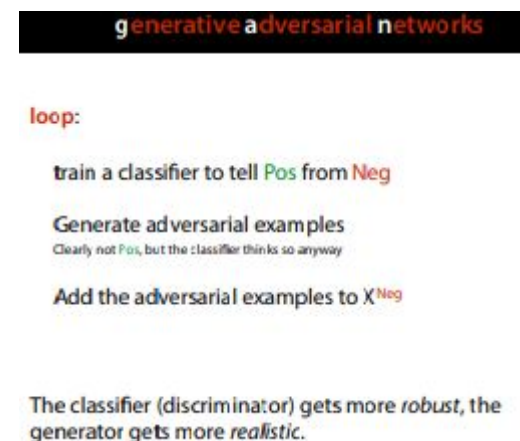 generative adversarial networks
loop:
train a classifier to tell Pos from Neg
Generate adversarial examples
Clearly not Pos, but the classifier thinks so anyway
Add the adversarial examples to XNeg
The classifier (discriminator) gets more robust, the
generator gets more realistic.